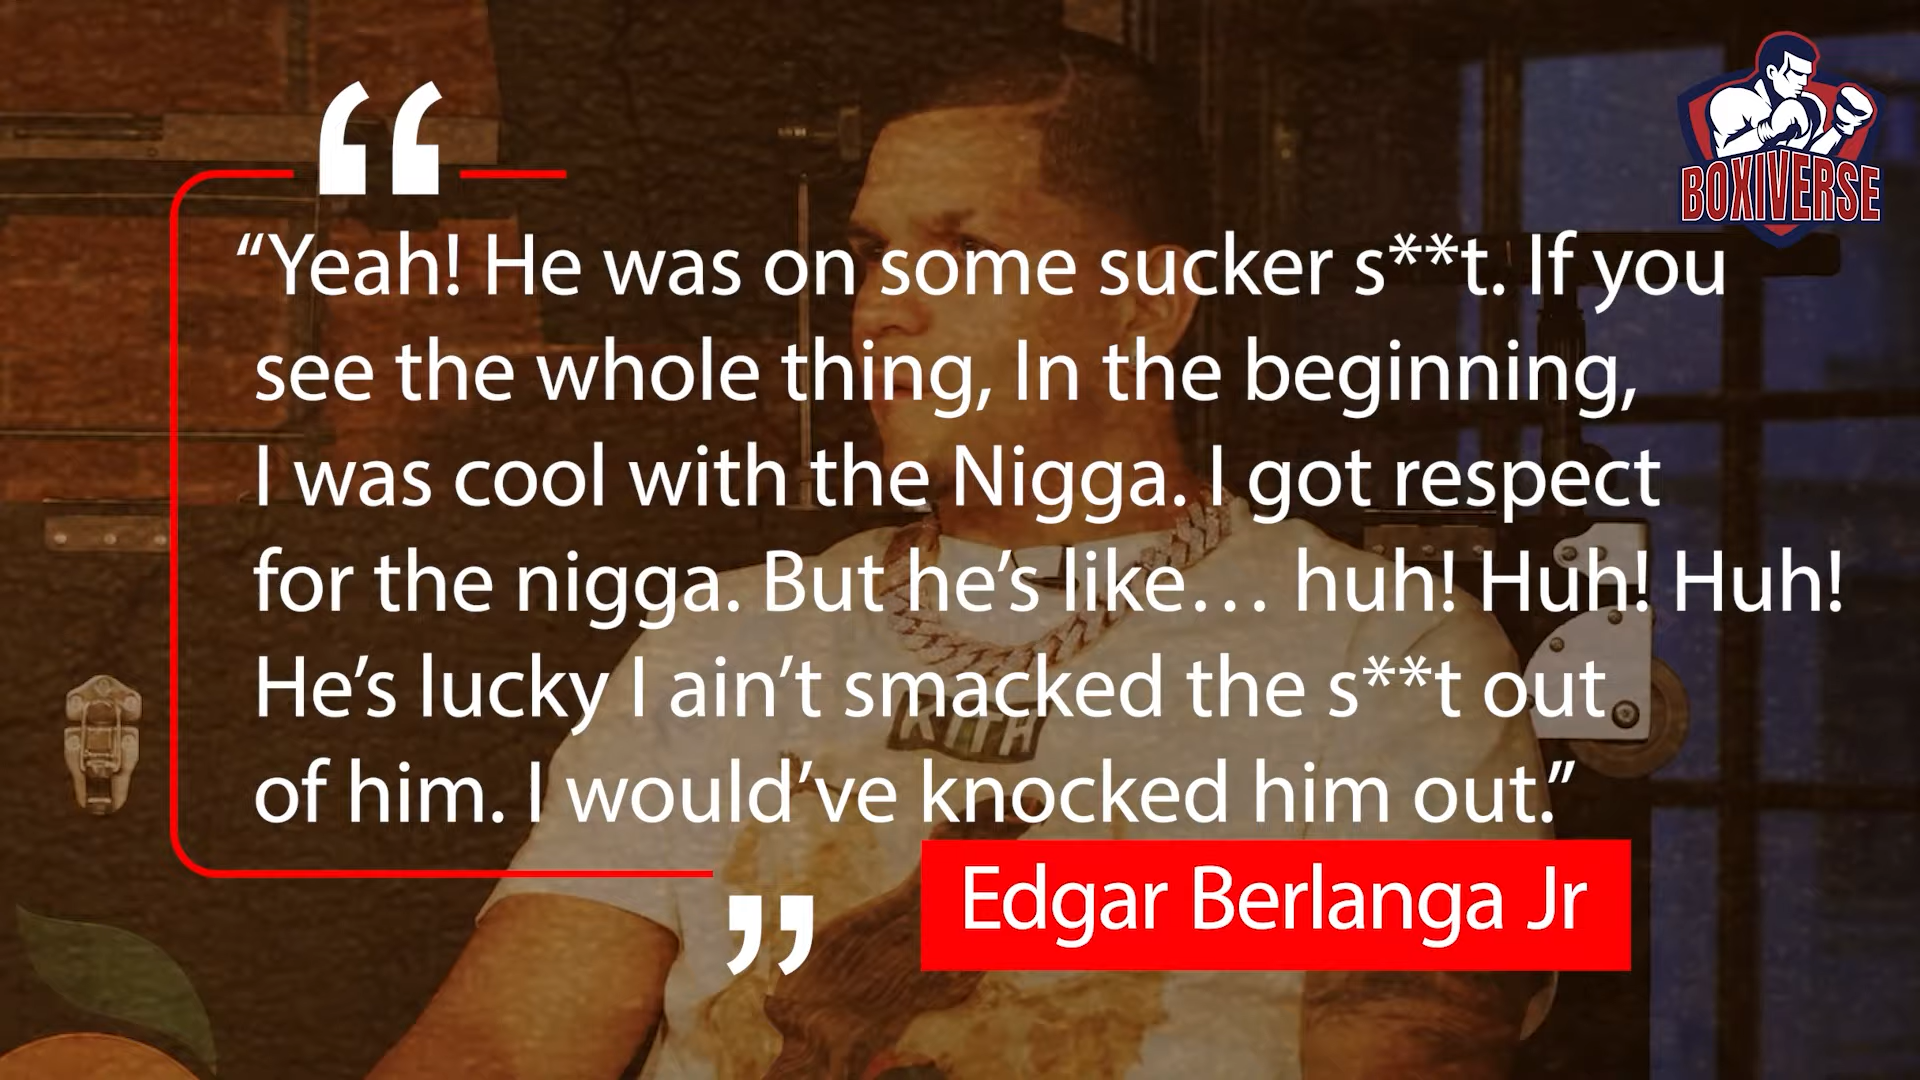 BOXIVERSE
“Yeah! He was on some sucker s**t. If you
see the whole thing, In the beginning,
I was cool with the Nigga. I got respect
for the nigga. But he’s like… huh! Huh! Huh!
He’s lucky I ain’t smacked the s**t out
of him. I would’ve knocked him out.”
KITH
Edgar Berlanga Jr